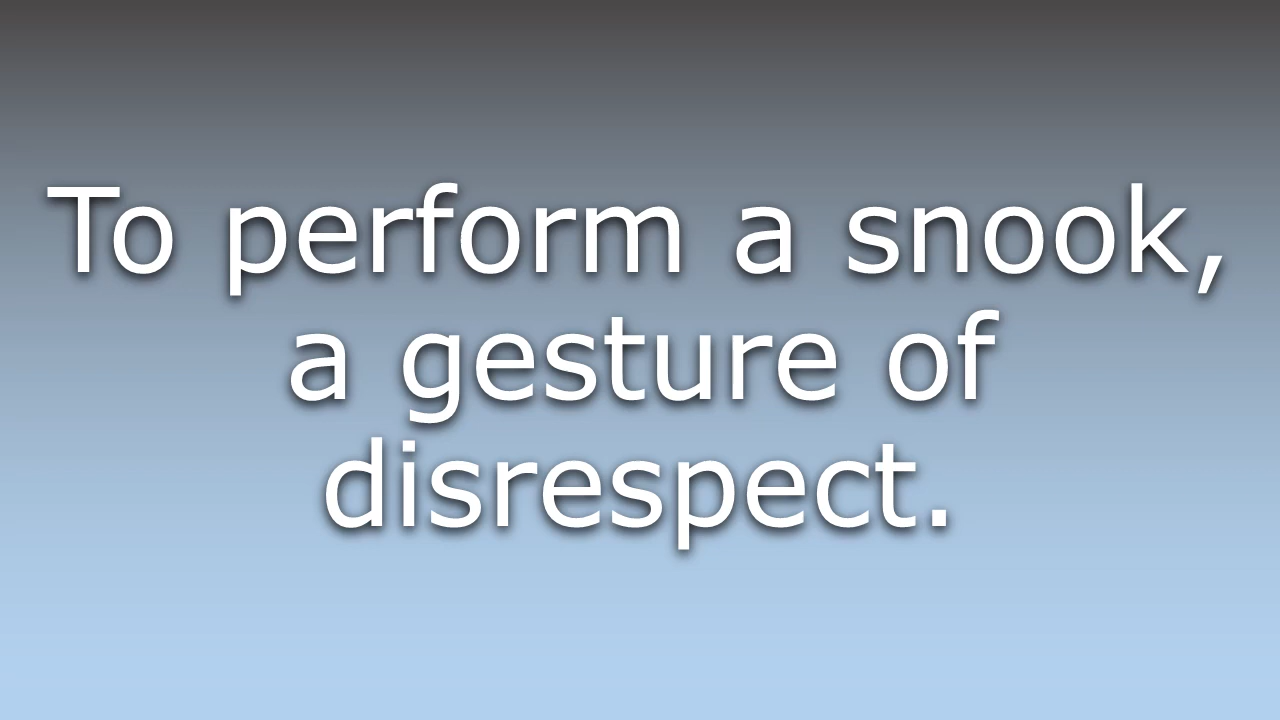 To perform a snook,
a gesture of
disrespect.